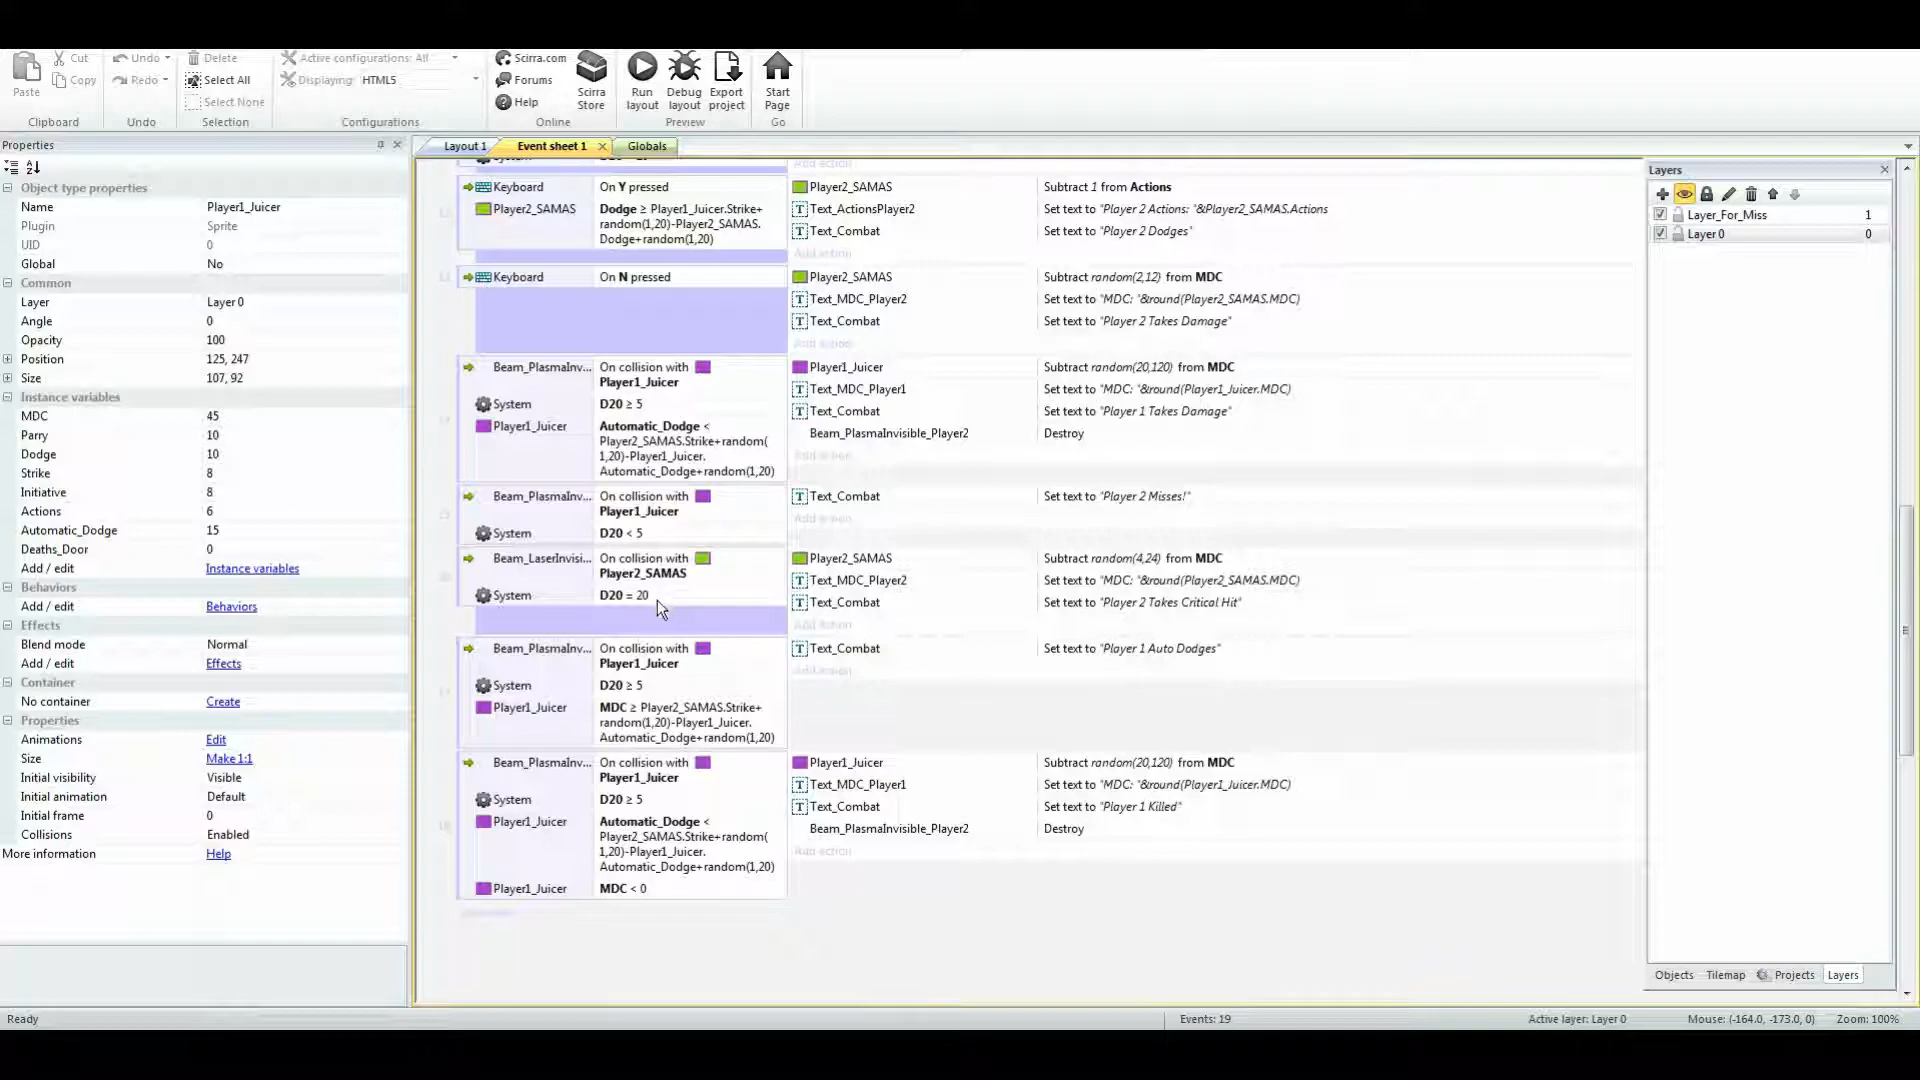 Cut
Copy
Paste
Clipboard
Undo
Redo
Undo
Delete
Select All
Select None
Selection
Active configurations: All
Displaying: HTML5
Configurations
Scirra.com
Forums
Help
Scirra Store
Online
Run layout
Debug layout
Export project
Preview
Start Page
Go
Properties
Layout 1
Event sheet 1
Globals
Object type properties
Name Player1_Juicer
Plugin Sprite
UID 0
Global No
Common
Layer Layer 0
Angle 0
Opacity 100
Position 125, 247
Size 107, 92
Instance variables
MDC 45
Parry 10
Dodge 10
Strike 8
Initiative 8
Actions 6
Automatic_Dodge 15
Deaths_Door 0
Add / edit Instance variables
Behaviors
Add / edit Behaviors
Effects
Blend mode Normal
Add / edit Effects
Container
No container Create
Properties
Animations Edit
Size Make 1:1
Initial visibility Visible
Initial animation Default
Initial frame 0
Collisions Enabled
More information Help
Add action
Keyboard On Y pressed
Player2_SAMAS Dodge ≥ Player1_Juicer.Strike+
random(1,20)-Player2_SAMAS.
Dodge+random(1,20)
Player2_SAMAS Subtract 1 from Actions
Text_ActionsPlayer2 Set text to "Player 2 Actions: "&Player2_SAMAS.Actions
Text_Combat Set text to "Player 2 Dodges"
Add action
Keyboard On N pressed
Player2_SAMAS Subtract random(2,12) from MDC
Text_MDC_Player2 Set text to "MDC: "&round(Player2_SAMAS.MDC)
Text_Combat Set text to "Player 2 Takes Damage"
Add action
Beam_PlasmaInv... On collision with
Player1_Juicer
System D20 ≥ 5
Player1_Juicer Automatic_Dodge <
Player2_SAMAS.Strike+random(
1,20)-Player1_Juicer.
Automatic_Dodge+random(1,20)
Player1_Juicer Subtract random(20,120) from MDC
Text_MDC_Player1 Set text to "MDC: "&round(Player1_Juicer.MDC)
Text_Combat Set text to "Player 1 Takes Damage"
Beam_PlasmaInvisible_Player2 Destroy
Add action
Beam_PlasmaInv... On collision with
Player1_Juicer
System D20 < 5
Text_Combat Set text to "Player 2 Misses!"
Add action
Beam_LaserInvisi... On collision with
Player2_SAMAS
System D20 = 20
Player2_SAMAS Subtract random(4,24) from MDC
Text_MDC_Player2 Set text to "MDC: "&round(Player2_SAMAS.MDC)
Text_Combat Set text to "Player 2 Takes Critical Hit"
Add action
Beam_PlasmaInv... On collision with
Player1_Juicer
System D20 ≥ 5
Player1_Juicer MDC ≥ Player2_SAMAS.Strike+
random(1,20)-Player1_Juicer.
Automatic_Dodge+random(1,20)
Text_Combat Set text to "Player 1 Auto Dodges"
Add action
Beam_PlasmaInv... On collision with
Player1_Juicer
System D20 ≥ 5
Player1_Juicer Automatic_Dodge <
Player2_SAMAS.Strike+random(
1,20)-Player1_Juicer.
Automatic_Dodge+random(1,20)
Player1_Juicer MDC < 0
Player1_Juicer Subtract random(20,120) from MDC
Text_MDC_Player1 Set text to "MDC: "&round(Player1_Juicer.MDC)
Text_Combat Set text to "Player 1 Killed"
Beam_PlasmaInvisible_Player2 Destroy
Add action
Layers
Layer_For_Miss 1
Layer 0 0
Objects Tilemap Projects Layers
Ready
Events: 19
Active layer: Layer 0
Mouse: (-164.0, -173.0, 0)
Zoom: 100%